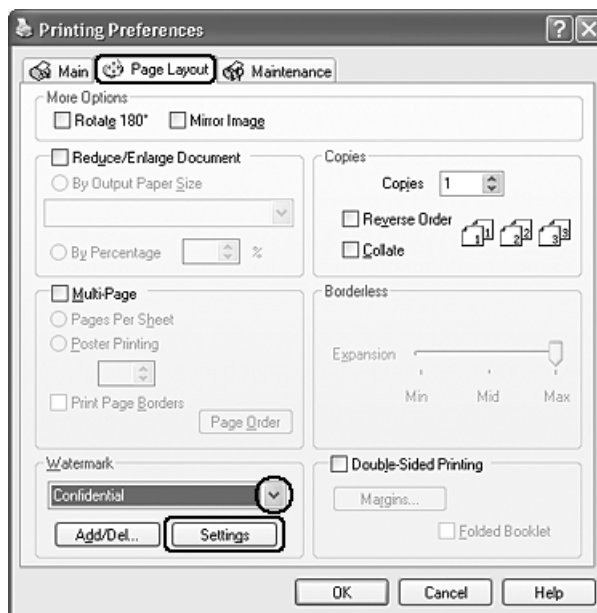 Printing Preferences
Main Page Layout Maintenance
More Options
Rotate 180° Mirror Image
Reduce/Enlarge Document
By Output Paper Size
By Percentage %
Copies
Copies 1
Reverse Order
Collate
1 1 2 2 3 3
Multi-Page
Pages Per Sheet
Poster Printing
Print Page Borders
Page Order
Borderless
Expansion
Min Mid Max
Watermark
Confidential
Add/Del... Settings
Double-Sided Printing
Margins...
Folded Booklet
OK Cancel Help